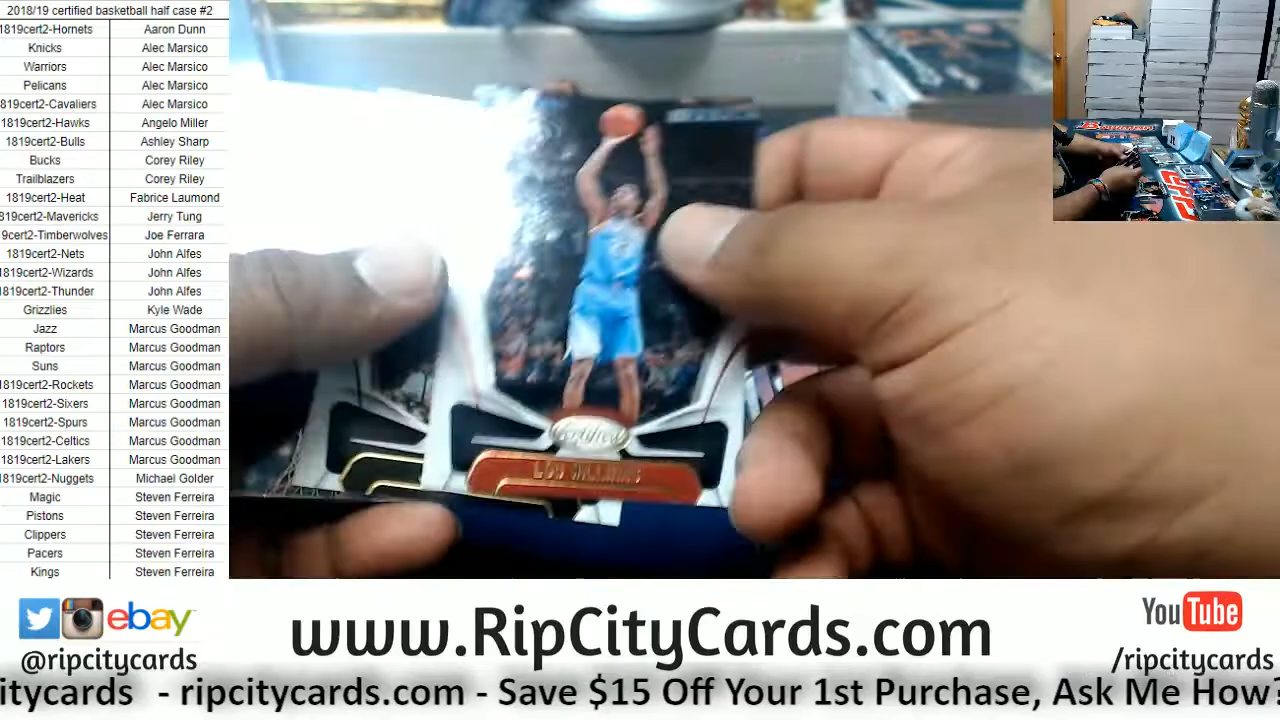 2018/19 certified basketball half case #2
1819cert2-Hornets Aaron Dunn
Knicks Alec Marsico
Warriors Alec Marsico
Pelicans Alec Marsico
819cert2-Cavaliers Alec Marsico
1819cert2-Hawks Angelo Miller
1819cert2-Bulls Ashley Sharp
Bucks Corey Riley
Trailblazers Corey Riley
1819cert2-Heat Fabrice Laumond
819cert2-Mavericks Jerry Tung
9cert2-Timberwolves Joe Ferrara
1819cert2-Nets John Alfes
1819cert2-Wizards John Alfes
1819cert2-Thunder John Alfes
Grizzlies Kyle Wade
Jazz Marcus Goodman
Raptors Marcus Goodman
Suns Marcus Goodman
1819cert2-Rockets Marcus Goodman
1819cert2-Sixers Marcus Goodman
1819cert2-Spurs Marcus Goodman
1819cert2-Celtics Marcus Goodman
1819cert2-Lakers Marcus Goodman
1819cert2-Nuggets Michael Golder
Magic Steven Ferreira
Pistons Steven Ferreira
Clippers Steven Ferreira
Pacers Steven Ferreira
Kings Steven Ferreira
Certified
LOU WILLIAMS
ebay
@ripcitycards
www.RipCityCards.com
YouTube
/ripcitycards
itycards - ripcitycards.com - Save $15 Off Your 1st Purchase, Ask Me How?